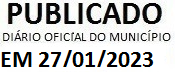 PUBLICADO
DIÁRIO OFICIAL DO MUNICÍPIO
EM 27/01/2023